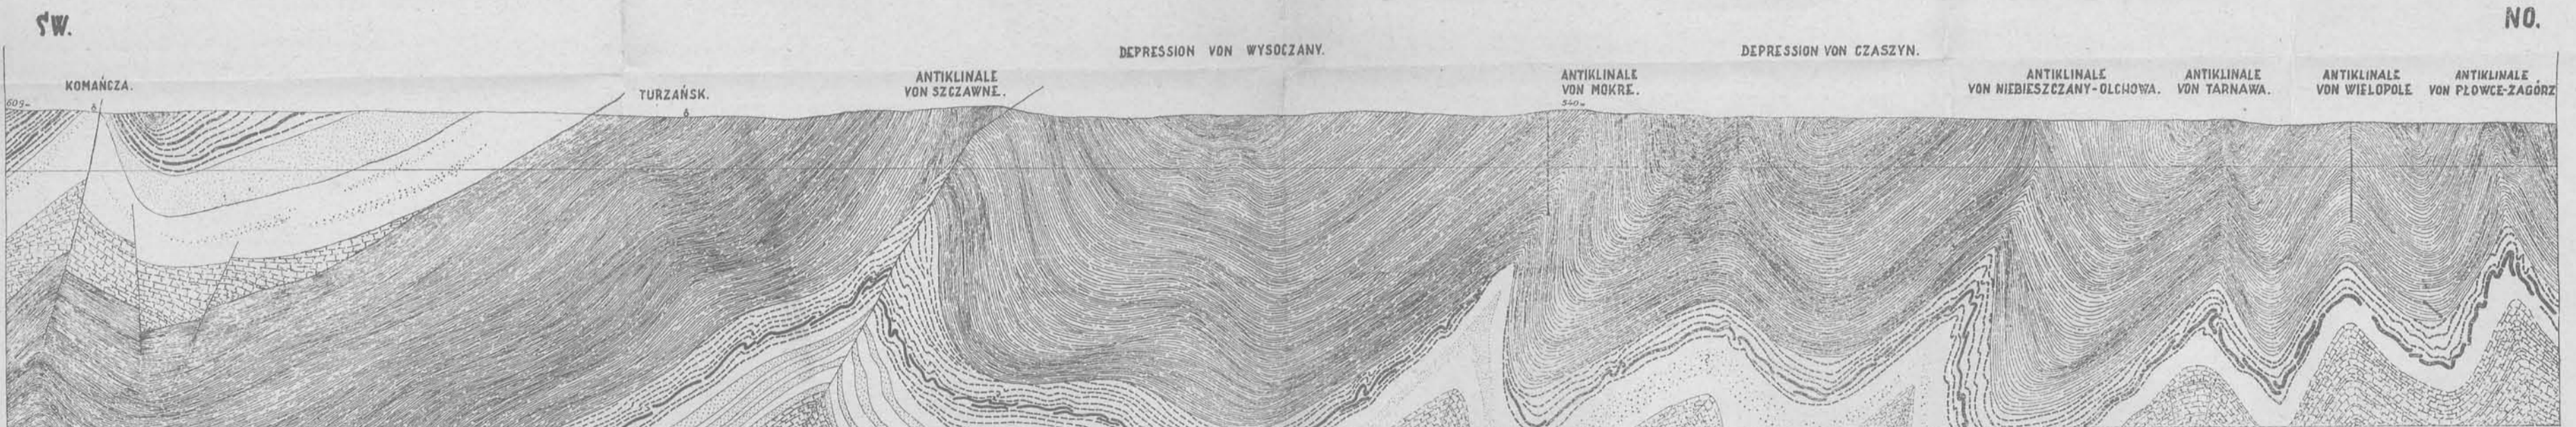 SW.
NO.
DEPRESSION VON WYSOCZANY.
DEPRESSION VON CZASZYN.
KOMAŃCZA.
TURZAŃSK.
ANTIKLINALE
VON SZCZAWNE.
ANTIKLINALE
VON MOKRE.
ANTIKLINALE
VON NIEBIESZCZANY-OLCHOWA.
ANTIKLINALE
VON TARNAWA.
ANTIKLINALE
VON WIELOPOLE
ANTIKLINALE
VON PŁOWCE-ZAGÓRZ
609
540
?